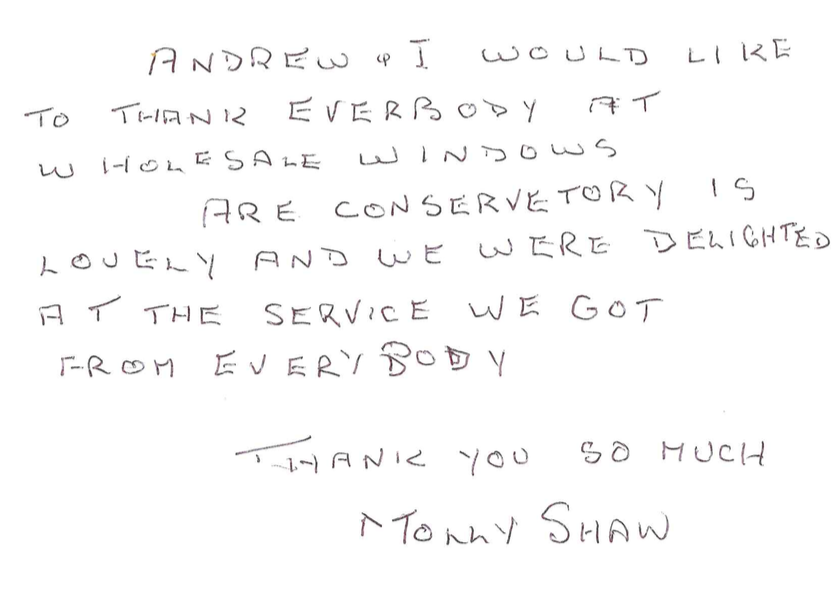 ANDREW & I WOULD LIKE
TO THANK EVERBODY AT
WHOLESALE WINDOWS
ARE CONSERVETORY IS
LOVELY AND WE WERE DELIGHTED
AT THE SERVICE WE GOT
FROM EVERYBODY
THANK YOU SO MUCH
SHAW